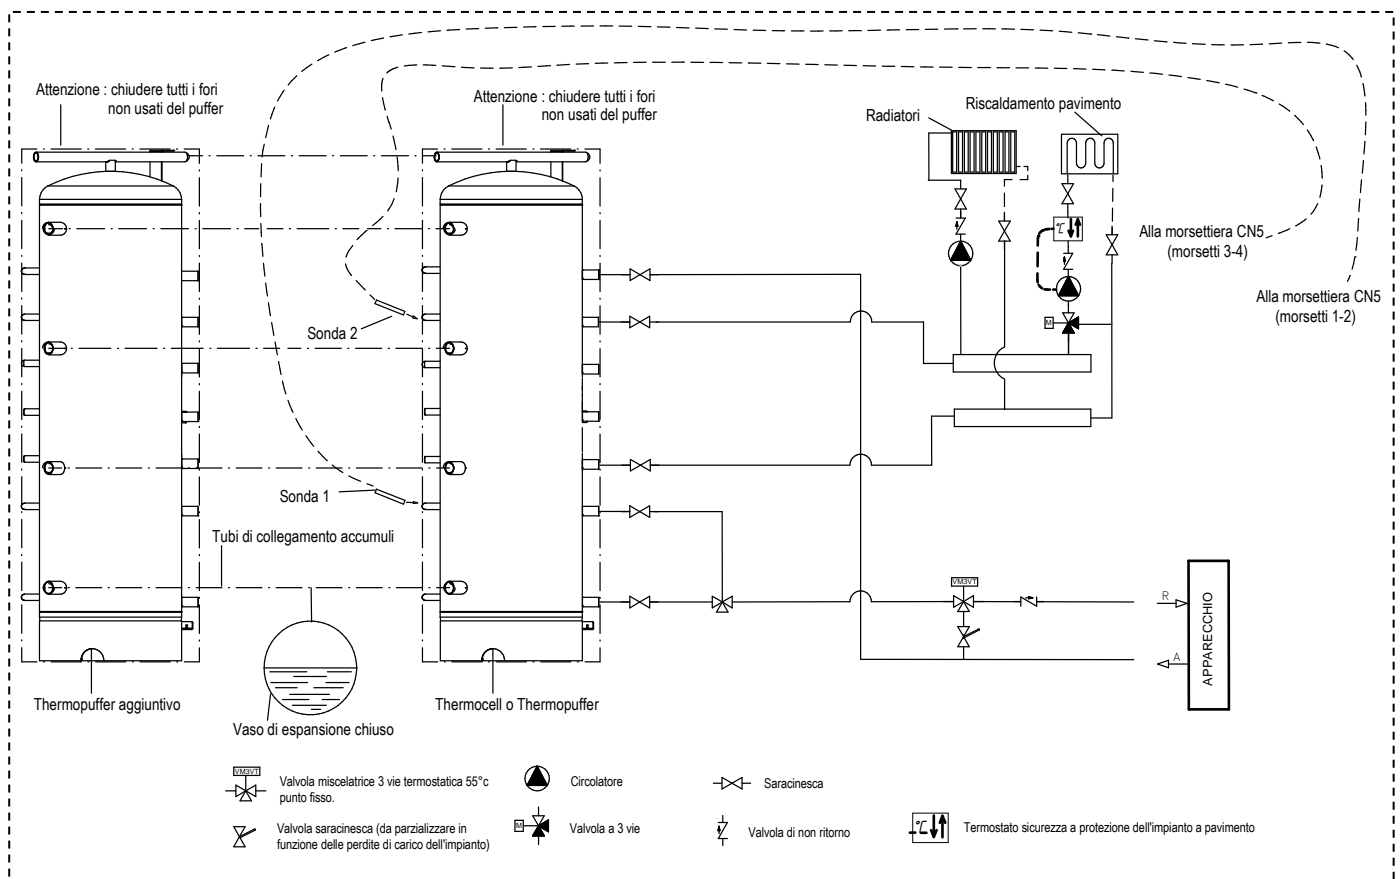 Attenzione : chiudere tutti i fori
non usati del puffer
Attenzione : chiudere tutti i fori
non usati del puffer
Radiatori
Riscaldamento pavimento
°C
Alla morsettiera CN5
(morsetti 3-4)
Alla morsettiera CN5
(morsetti 1-2)
M
Sonda 2
Sonda 1
Tubi di collegamento accumuli
VM3VT
R
A
APPARECCHIO
Thermopuffer aggiuntivo
Vaso di espansione chiuso
Thermocell o Thermopuffer
VM3VT
Valvola miscelatrice 3 vie termostatica 55°c
punto fisso.
Circolatore
Saracinesca
Valvola saracinesca (da parzializzare in
funzione delle perdite di carico dell'impianto)
M
Valvola a 3 vie
Valvola di non ritorno
°C
Termostato sicurezza a protezione dell'impianto a pavimento